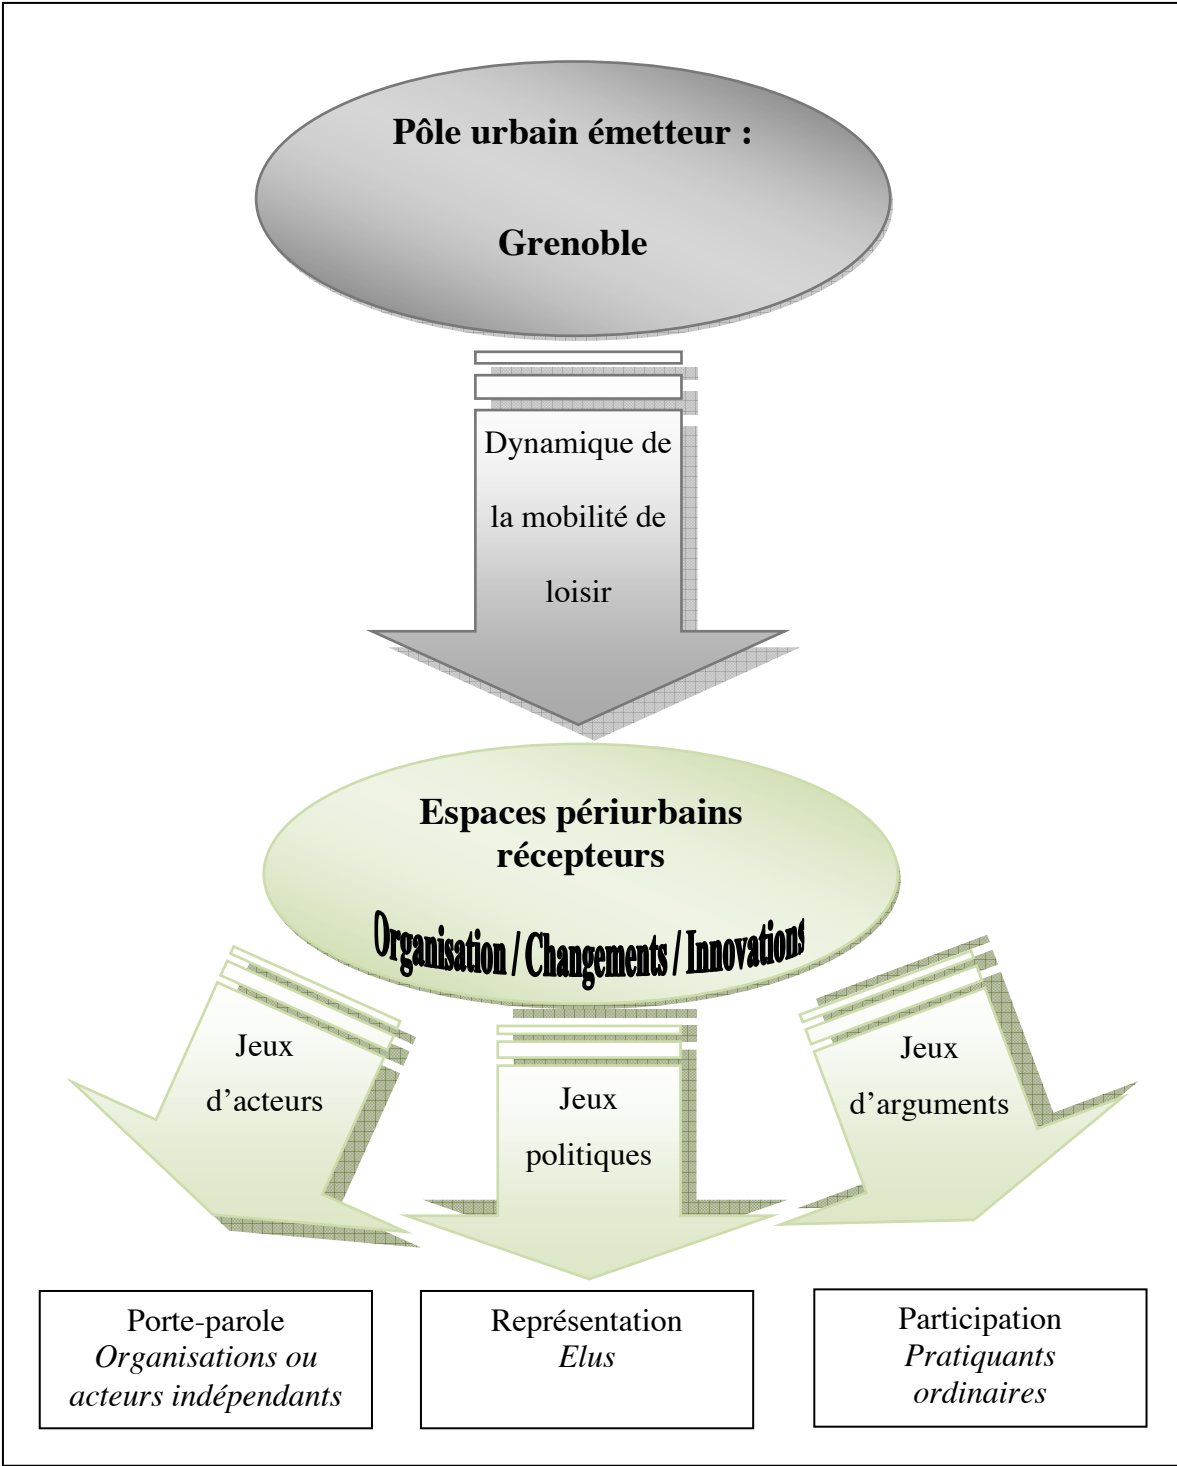 Pôle urbain émetteur :
Grenoble
Dynamique de
la mobilité de
loisir
Espaces périurbains
récepteurs
Organisation / Changements / Innovations
Jeux
d’acteurs
Jeux
politiques
Jeux
d’arguments
Porte-parole
Organisations ou
acteurs indépendants
Représentation
Elus
Participation
Pratiquants
ordinaires